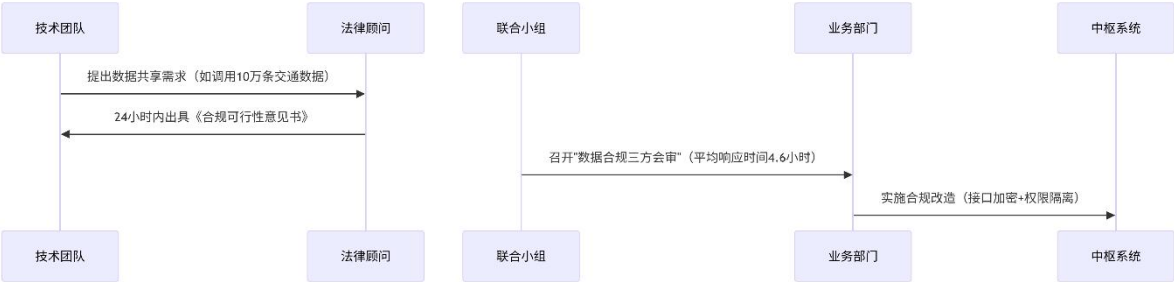 技术团队
法律顾问
联合小组
业务部门
中枢系统
提出数据共享需求（如调用10万条交通数据）
24小时内出具《合规可行性意见书》
召开"数据合规三方会审"（平均响应时间4.6小时）
实施合规改造（接口加密+权限隔离）
技术团队
法律顾问
联合小组
业务部门
中枢系统